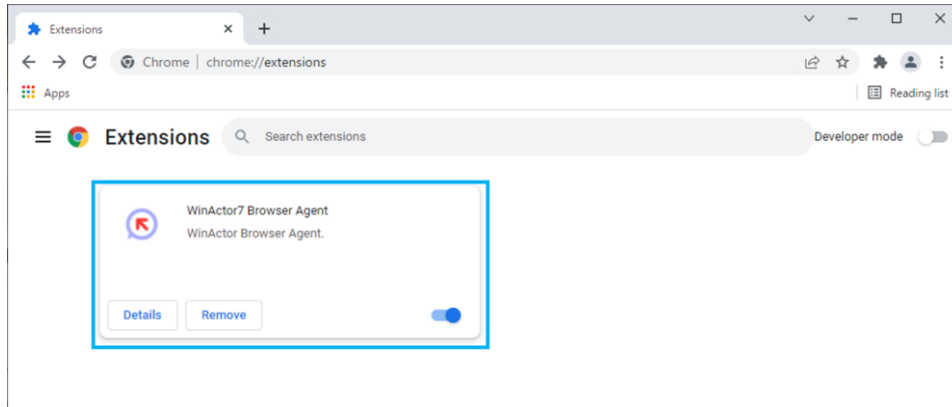 Extensions
Chrome | chrome://extensions
Apps
Reading list
Extensions
Search extensions
Developer mode
WinActor7 Browser Agent
WinActor Browser Agent.
Details
Remove